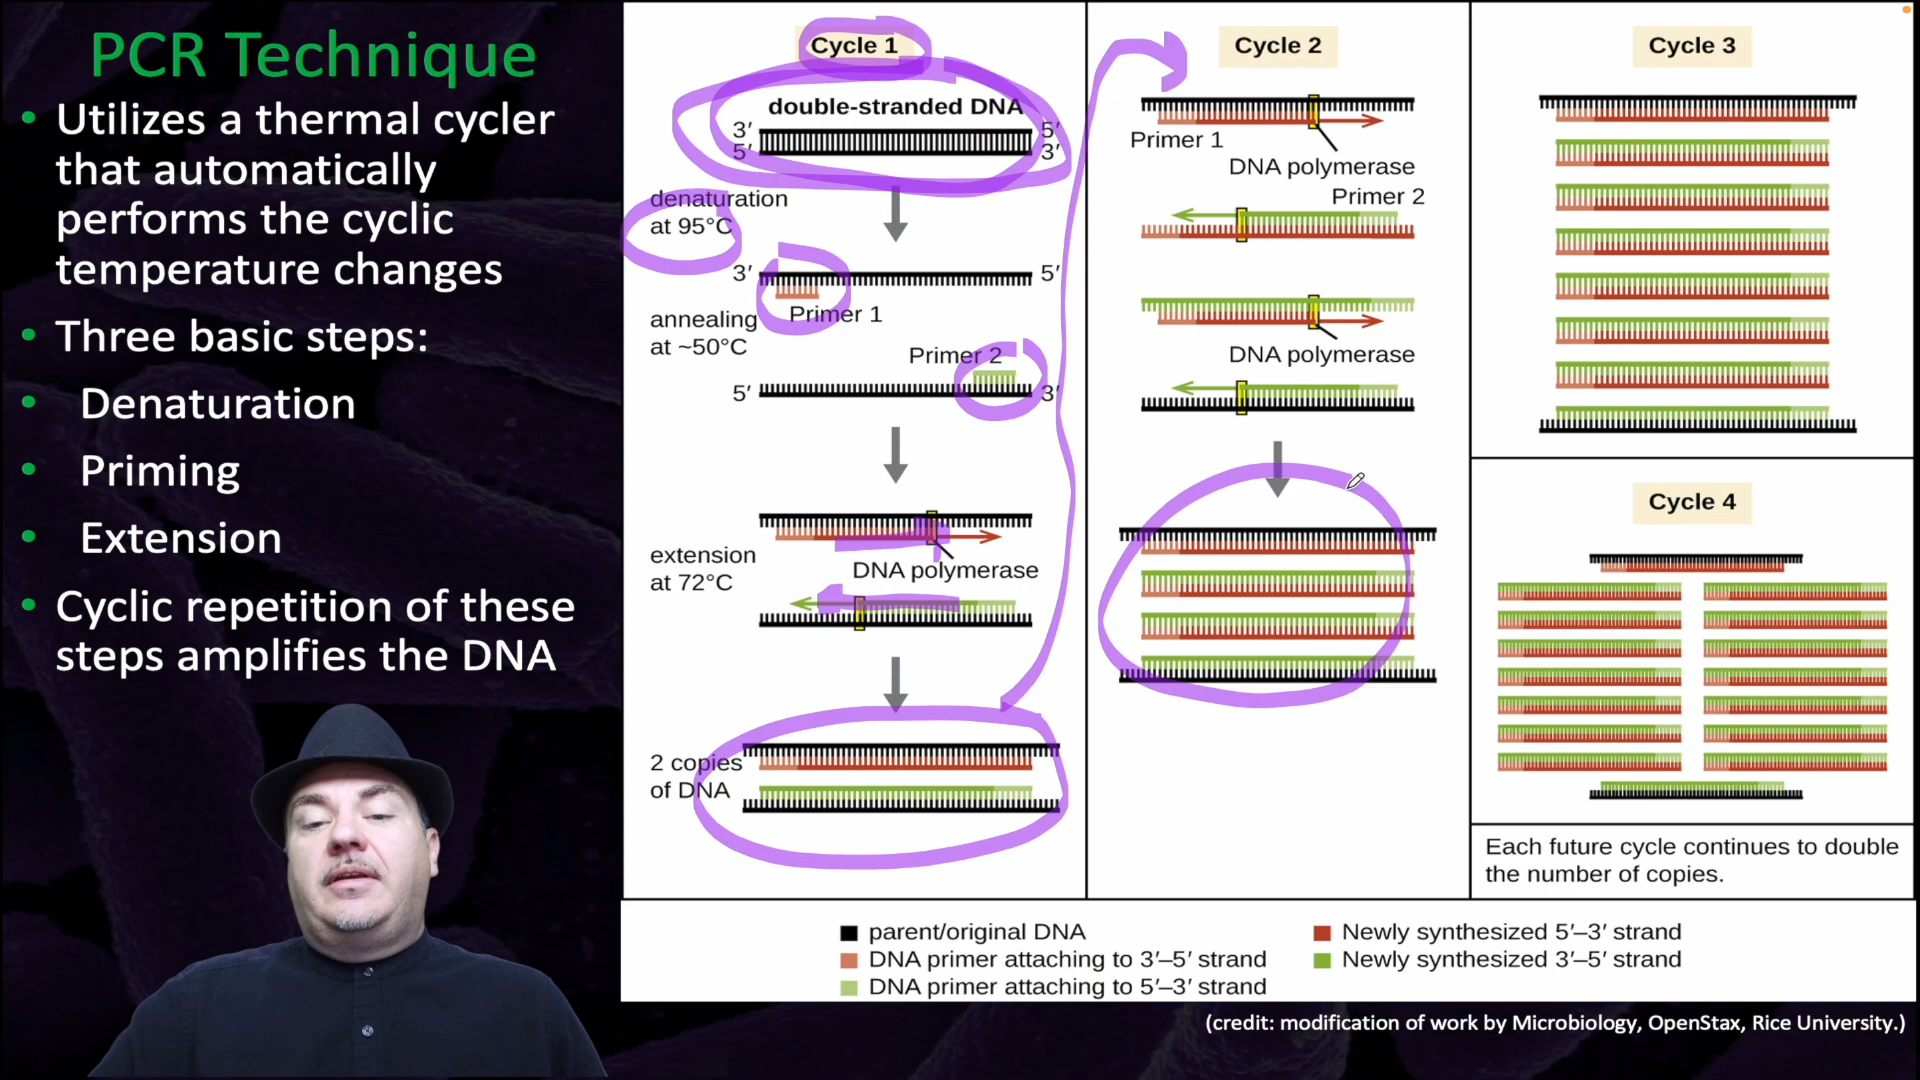 PCR Technique
• Utilizes a thermal cycler
that automatically
performs the cyclic
temperature changes
• Three basic steps:
• Denaturation
• Priming
• Extension
• Cyclic repetition of these
steps amplifies the DNA
Cycle 1
double-stranded DNA
3′ 5′
5′ 3′
denaturation
at 95°C
3′ 5′
Primer 1
annealing
at ~50°C
Primer 2
5′ 3′
extension
at 72°C
DNA polymerase
2 copies
of DNA
Cycle 2
Primer 1
DNA polymerase
Primer 2
DNA polymerase
Cycle 3
Cycle 4
Each future cycle continues to double
the number of copies.
parent/original DNA
DNA primer attaching to 3′–5′ strand
DNA primer attaching to 5′–3′ strand
Newly synthesized 5′–3′ strand
Newly synthesized 3′–5′ strand
(credit: modification of work by Microbiology, OpenStax, Rice University.)